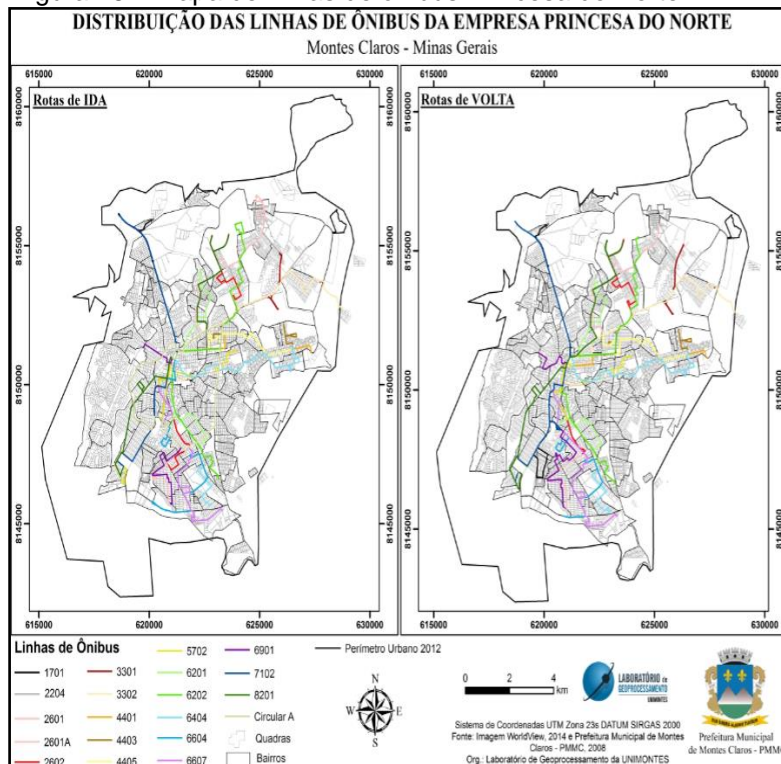 DISTRIBUIÇÃO DAS LINHAS DE ÔNIBUS DA EMPRESA PRINCESA DO NORTE
Montes Claros - Minas Gerais
615000 620000 625000 630000
615000 620000 625000 630000
Rotas de IDA
Rotas de VOLTA
8160000
8155000
8150000
8145000
8160000
8155000
8150000
8145000
8160000
8155000
8150000
8145000
615000 620000 625000 630000
615000 620000 625000 630000
Linhas de Ônibus
1701
2204
2601
2601A
2602
3301
3302
4401
4403
4405
5702
6201
6202
6404
6604
6607
6901
7102
8201
Circular A
Quadras
Bairros
Perímetro Urbano 2012
N
W E
S
0 2 4
km
LABORATÓRIO de
GEOPROCESSAMENTO
UNIMONTES
Sistema de Coordenadas UTM Zona 23s DATUM SIRGAS 2000
Fonte: Imagem WorldView, 2014 e Prefeitura Municipal de Montes
Claros - PMMC, 2008
Org.: Laboratório de Geoprocessamento da UNIMONTES
Prefeitura Municipal
de Montes Claros - PMMC